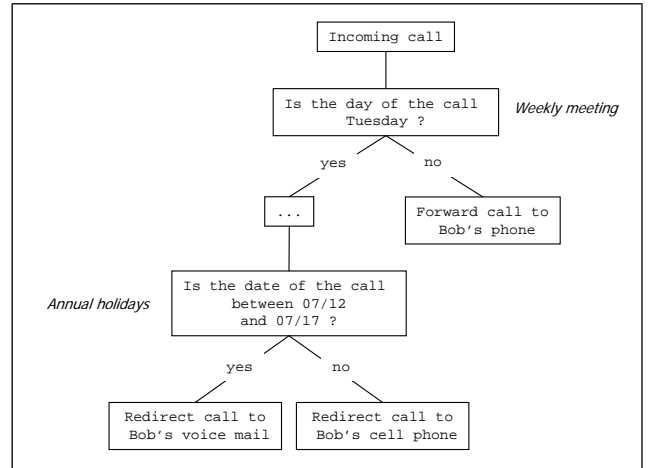 Incoming call
Is the day of the call
Tuesday ?
Weekly meeting
yes
no
...
Forward call to
Bob's phone
Is the date of the call
between 07/12
and 07/17 ?
Annual holidays
yes
no
Redirect call to
Bob's voice mail
Redirect call to
Bob's cell phone